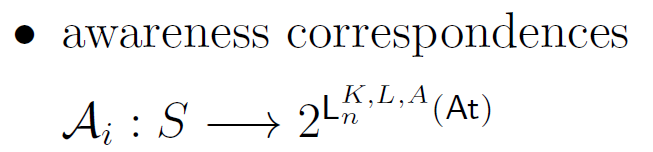 • awareness correspondences
𝒜ᵢ : S ⟶ 2^{L_n^{K,L,A}(At)}